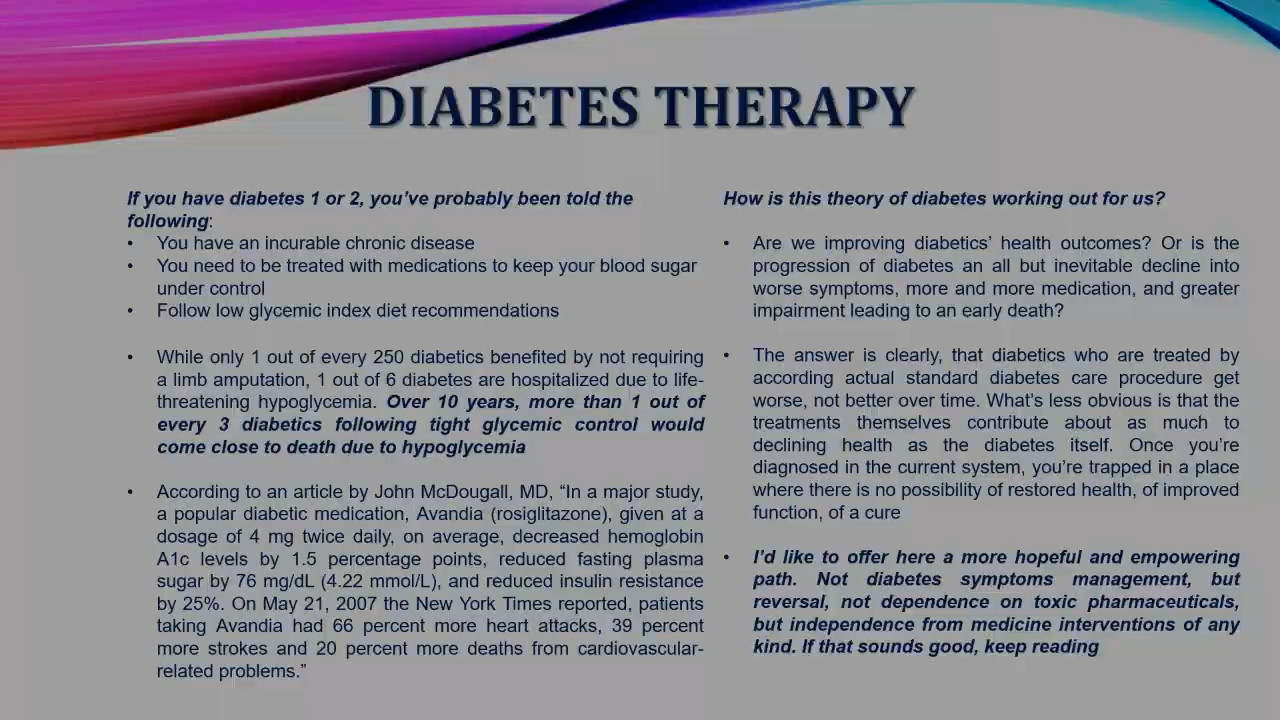 DIABETES THERAPY
If you have diabetes 1 or 2, you’ve probably been told the
following:
• You have an incurable chronic disease
• You need to be treated with medications to keep your blood sugar
under control
• Follow low glycemic index diet recommendations
• While only 1 out of every 250 diabetics benefited by not requiring
a limb amputation, 1 out of 6 diabetes are hospitalized due to life-
threatening hypoglycemia. Over 10 years, more than 1 out of
every 3 diabetics following tight glycemic control would
come close to death due to hypoglycemia
• According to an article by John McDougall, MD, “In a major study,
a popular diabetic medication, Avandia (rosiglitazone), given at a
dosage of 4 mg twice daily, on average, decreased hemoglobin
A1c levels by 1.5 percentage points, reduced fasting plasma
sugar by 76 mg/dL (4.22 mmol/L), and reduced insulin resistance
by 25%. On May 21, 2007 the New York Times reported, patients
taking Avandia had 66 percent more heart attacks, 39 percent
more strokes and 20 percent more deaths from cardiovascular-
related problems.”
How is this theory of diabetes working out for us?
• Are we improving diabetics’ health outcomes? Or is the
progression of diabetes an all but inevitable decline into
worse symptoms, more and more medication, and greater
impairment leading to an early death?
• The answer is clearly, that diabetics who are treated by
according actual standard diabetes care procedure get
worse, not better over time. What’s less obvious is that the
treatments themselves contribute about as much to
declining health as the diabetes itself. Once you’re
diagnosed in the current system, you’re trapped in a place
where there is no possibility of restored health, of improved
function, of a cure
• I’d like to offer here a more hopeful and empowering
path. Not diabetes symptoms management, but
reversal, not dependence on toxic pharmaceuticals,
but independence from medicine interventions of any
kind. If that sounds good, keep reading